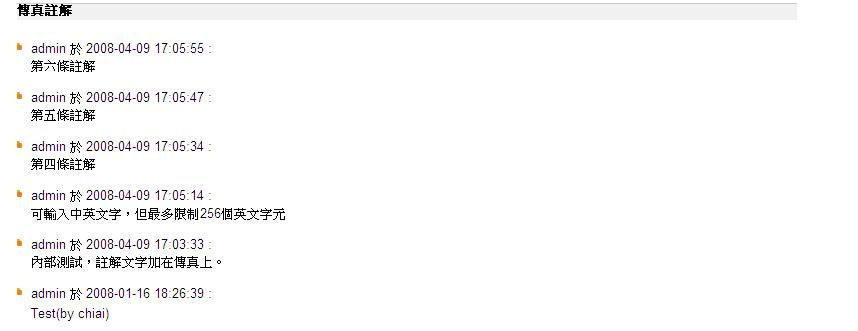 傳真註解
admin 於 2008-04-09 17:05:55 :
第六條註解
admin 於 2008-04-09 17:05:47 :
第五條註解
admin 於 2008-04-09 17:05:34 :
第四條註解
admin 於 2008-04-09 17:05:14 :
可輸入中英文字，但最多限制256個英文字元
admin 於 2008-04-09 17:03:33 :
內部測試，註解文字加在傳真上。
admin 於 2008-01-16 18:26:39 :
Test(by chiai)